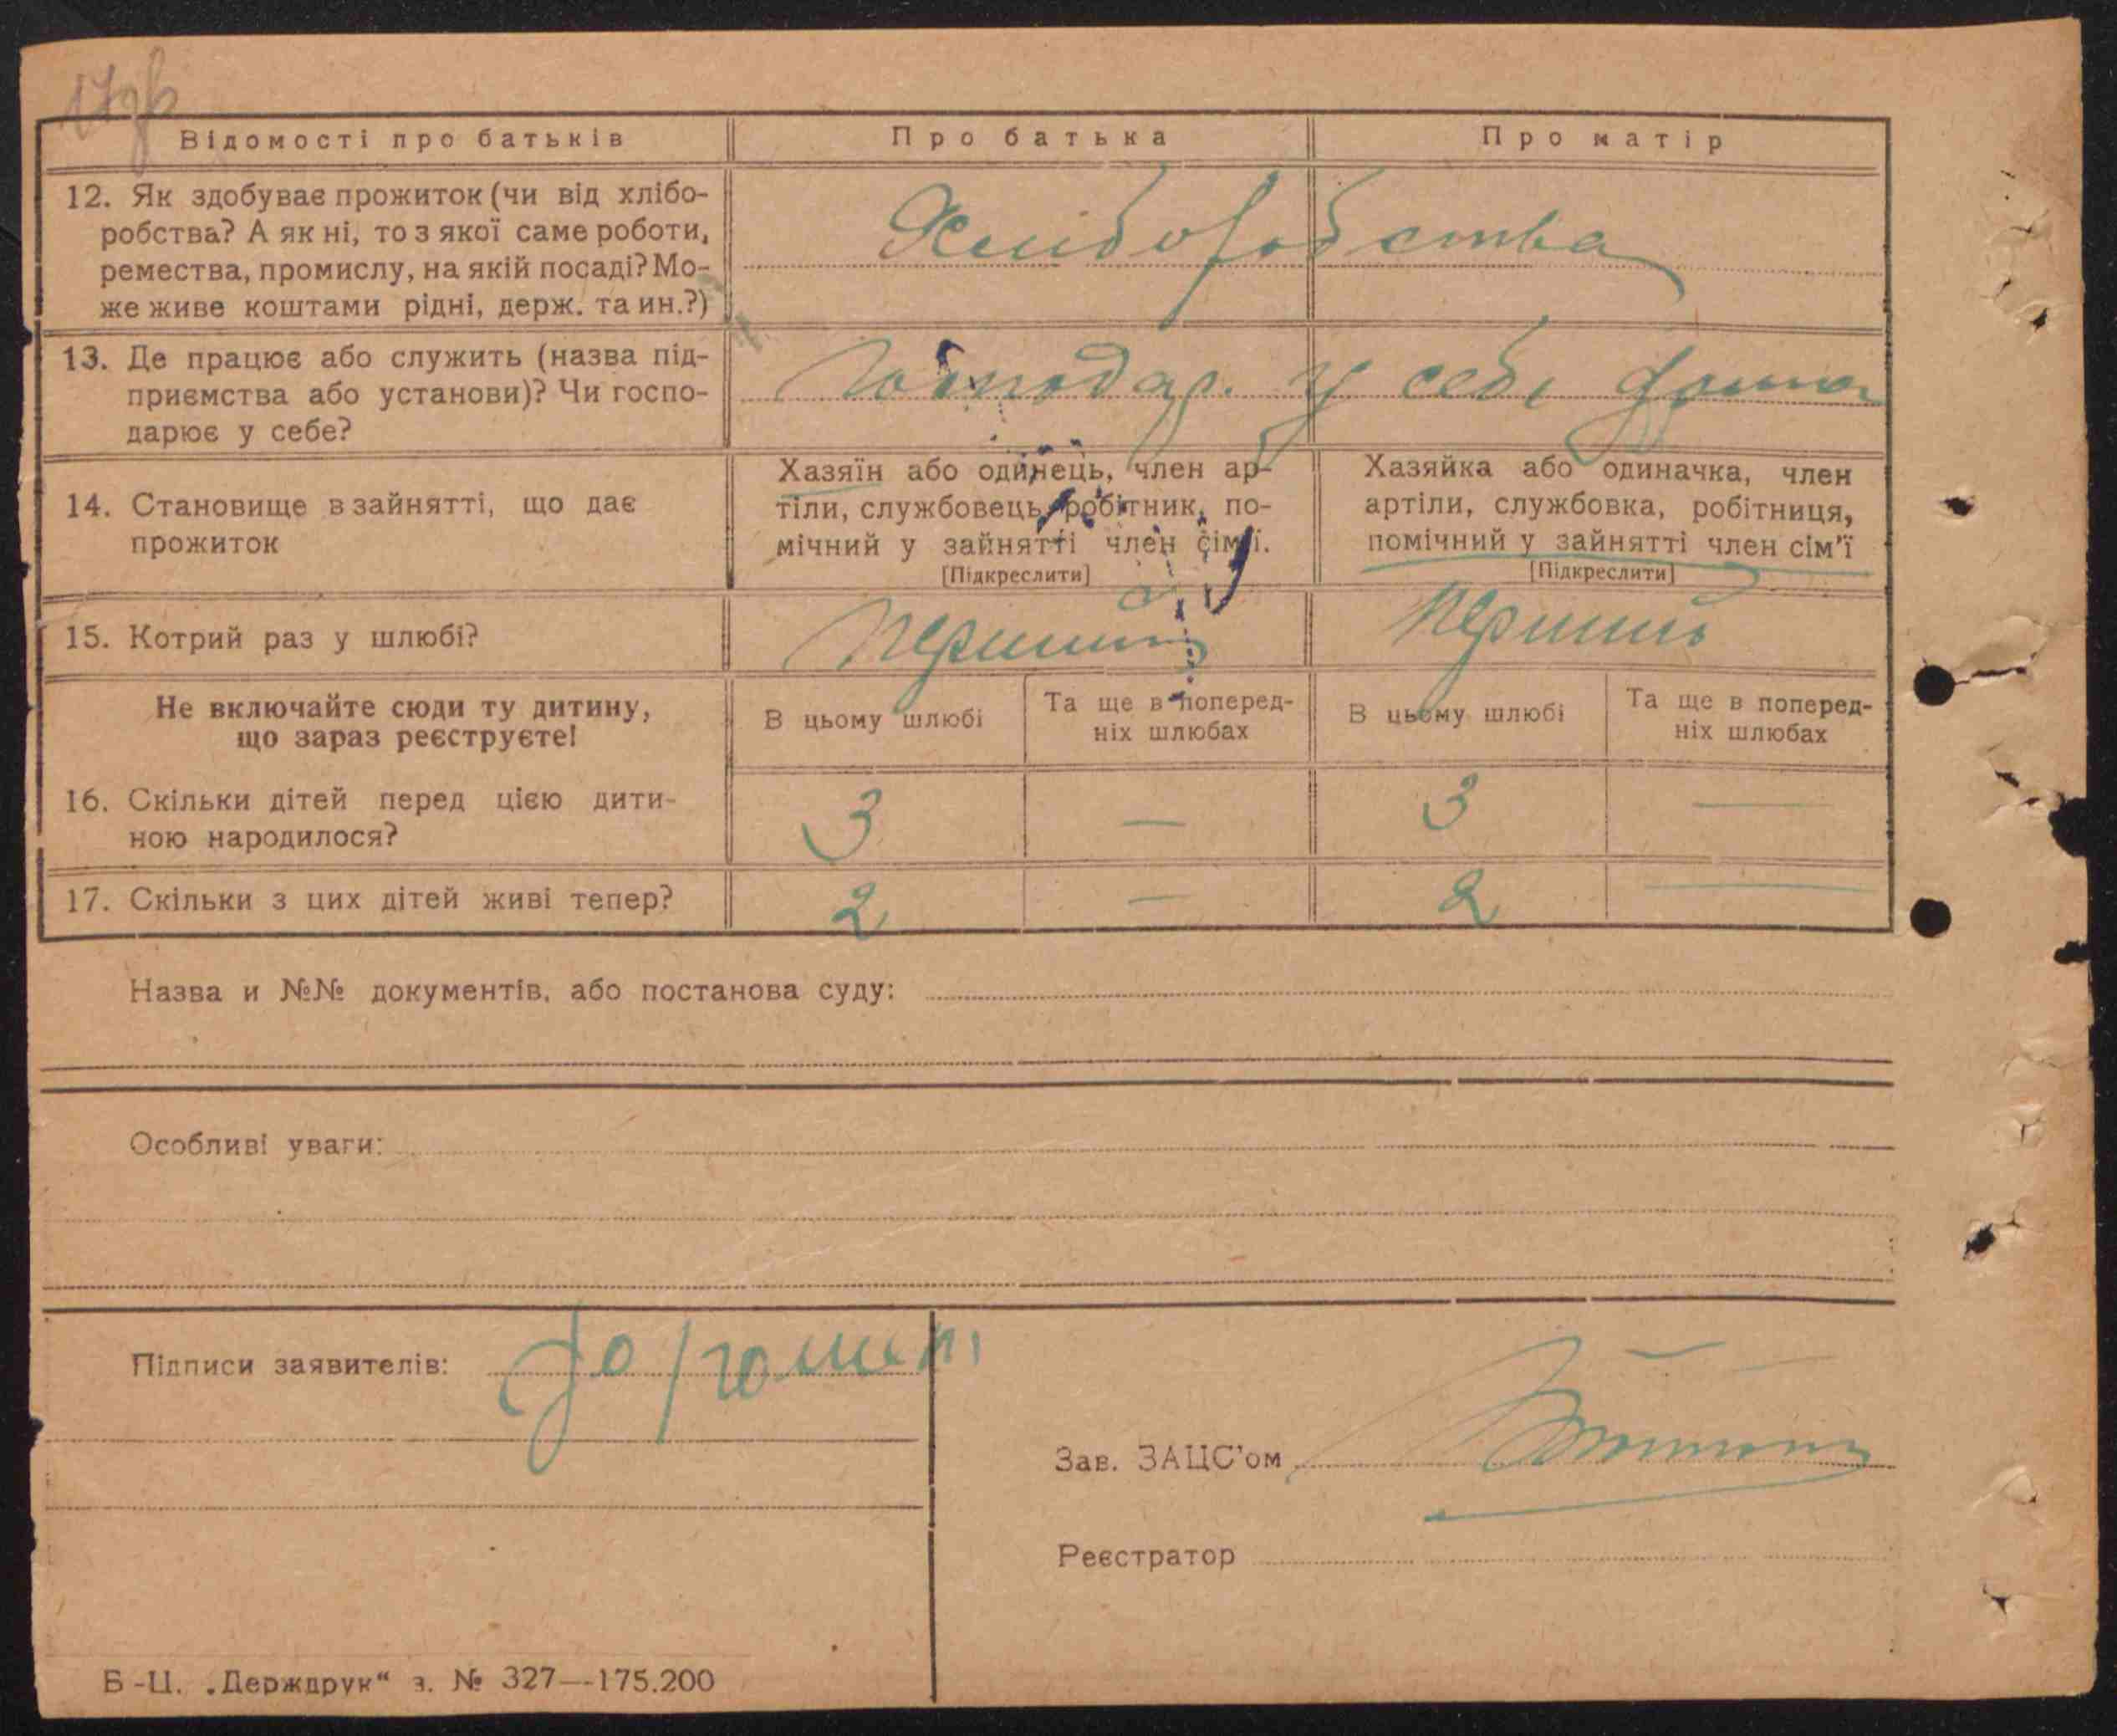 Відомості про батьків
Про батька
Про матір
12. Як здобуває прожиток (чи від хлібо-
робства? А як ні, то з якої саме роботи,
ремества, промислу, на якій посаді? Мо-
же живе коштами рідні, держ. та ин.?)
Хлиборобства
13. Де працює або служить (назва під-
приємства або установи)? Чи госпо-
дарює у себе?
Господар. у себе дома
14. Становище в зайнятті, що дає
прожиток
Хазяїн або одинець, член ар-
тіли, службовець, робітник, по-
мічний у зайнятті член сім'ї.
[Підкреслити]
Хазяйка або одиначка, член
артіли, службовка, робітниця,
помічний у зайнятті член сім'ї
[Підкреслити]
15. Котрий раз у шлюбі?
Перший
Перший
Не включайте сюди ту дитину,
що зараз реєструєте!
В цьому шлюбі
Та ще в поперед-
ніх шлюбах
В цьому шлюбі
Та ще в поперед-
ніх шлюбах
16. Скільки дітей перед цією дити-
ною народилося?
3 — 3 —
17. Скільки з цих дітей живі тепер?
2 — 2 —
Назва и №№ документів, або постанова суду:
Особливі уваги:
Підписи заявителів:
Зав. ЗАЦС'ом
Реєстратор
Б-Ц. „Держдрук“ з. № 327—175.200